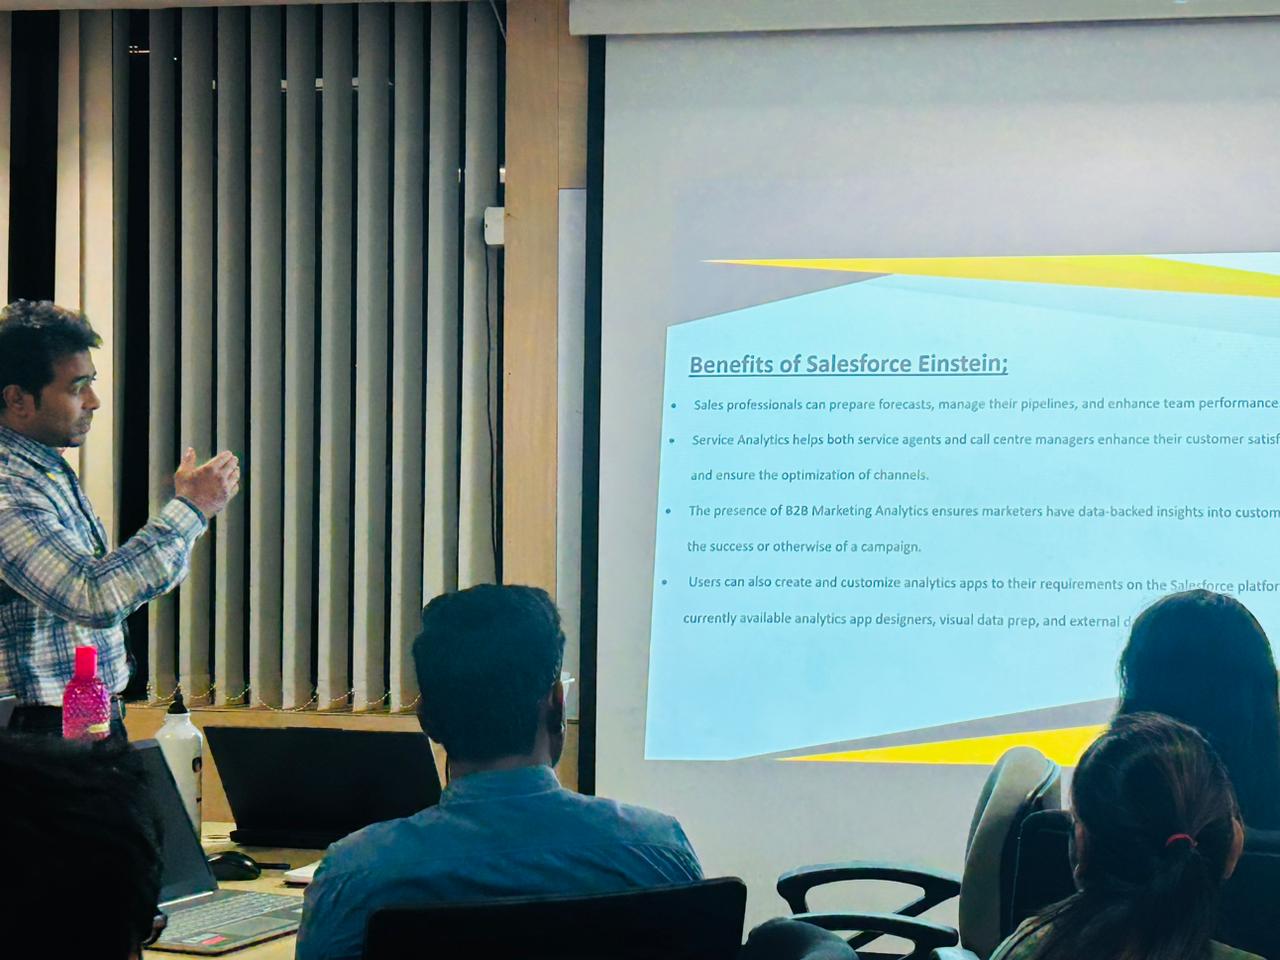 Benefits of Salesforce Einstein;
• Sales professionals can prepare forecasts, manage their pipelines, and enhance team performance
• Service Analytics helps both service agents and call centre managers enhance their customer satisf
and ensure the optimization of channels.
• The presence of B2B Marketing Analytics ensures marketers have data-backed insights into custom
the success or otherwise of a campaign.
• Users can also create and customize analytics apps to their requirements on the Salesforce platfor
currently available analytics app designers, visual data prep, and external d